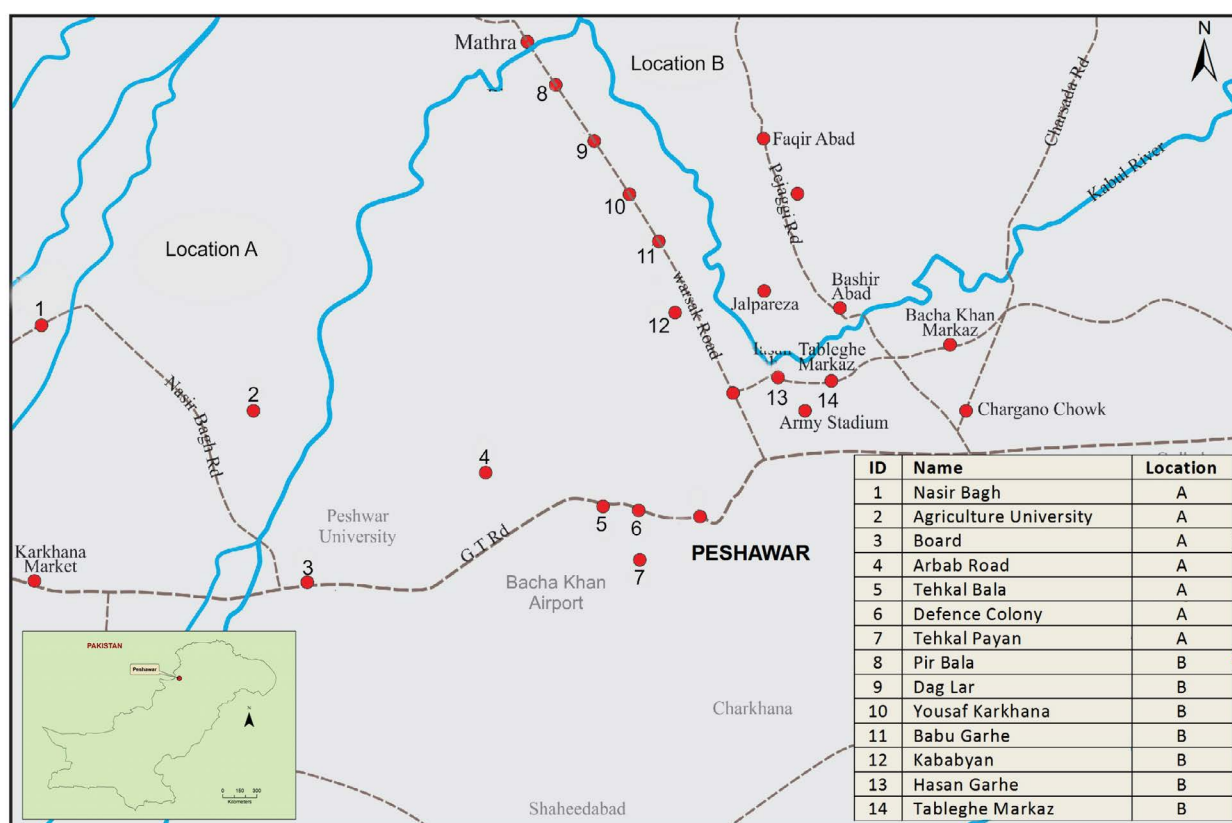 N
Mathra
Location B
8
Charsada Rd
Faqir Abad
9
Kabul River
Pejaggi Rd
10
Location A
11
Bashir
Abad
Jalpareza
1
12
warsak Road
Bacha Khan
Markaz
Tableghe
Markaz
13
14
Nasir Bagh Rd
2
Army Stadium
Chargano Chowk
4
Peshwar
University
5
6
G.T.Rd
PESHAWAR
Karkhana
Market
3
7
Bacha Khan
Airport
Charkhana
Shaheedabad
PAKISTAN
Peshawar
N
0 150 300
Kilometers
ID Name Location
1 Nasir Bagh A
2 Agriculture University A
3 Board A
4 Arbab Road A
5 Tehkal Bala A
6 Defence Colony A
7 Tehkal Payan A
8 Pir Bala B
9 Dag Lar B
10 Yousaf Karkhana B
11 Babu Garhe B
12 Kababyan B
13 Hasan Garhe B
14 Tableghe Markaz B